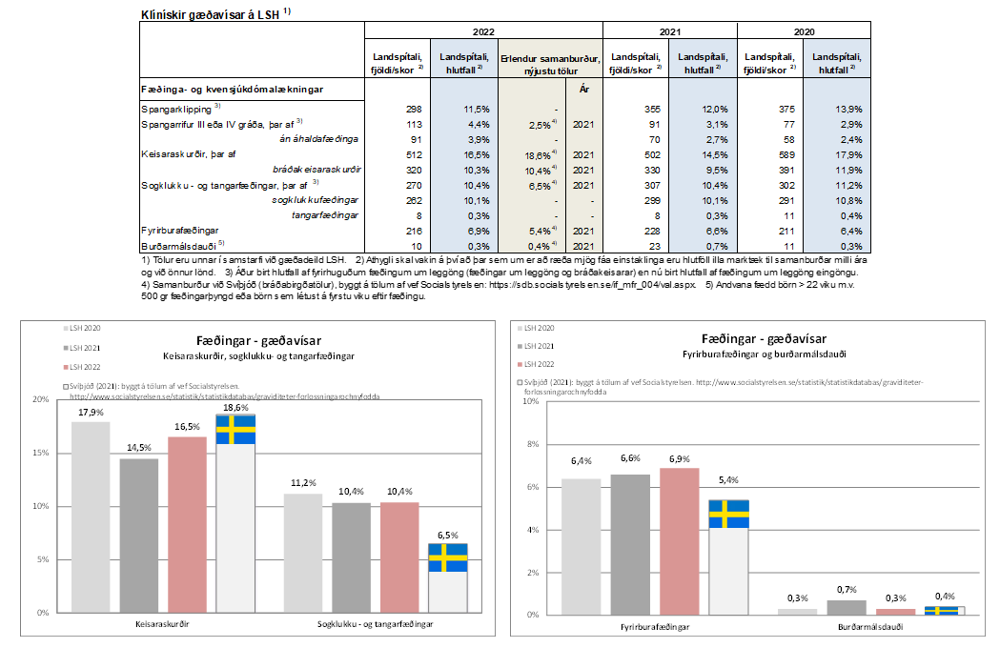 Klínískir gæðavísar á LSH 1)
2022 2021 2020
Landspítali, fjöldi/skor 2) Landspítali, hlutfall 2) Erlendur samanburður, nýjustu tölur Landspítali, fjöldi/skor 2) Landspítali, hlutfall 2) Landspítali, fjöldi/skor 2) Landspítali, hlutfall 2)
Fæðinga- og kvensjúkdómalækningar Ár
Spangarklipping 3) 298 11,5% - 355 12,0% 375 13,9%
Spangarrifur III eða IV gráða, þar af 3) 113 4,4% 2,5% 4) 2021 91 3,1% 77 2,9%
án áhaldafæðinga 91 3,9% - 70 2,7% 58 2,4%
Keisaraskurðir, þar af 512 16,5% 18,6% 4) 2021 502 14,5% 589 17,9%
bráðakeisaraskurðir 320 10,3% 10,4% 4) 2021 330 9,5% 391 11,9%
Sogklukku - og tangarfæðingar, þar af 3) 270 10,4% 6,5% 4) 2021 307 10,4% 302 11,2%
sogklukkufæðingar 262 10,1% - - 299 10,1% 291 10,8%
tangarfæðingar 8 0,3% - - 8 0,3% 11 0,4%
Fyrirburafæðingar 216 6,9% 5,4% 4) 2021 228 6,6% 211 6,4%
Burðarmálsdauði 5) 10 0,3% 0,4% 4) 2021 23 0,7% 11 0,3%
1) Tölur eru unnar í samstarfi við gæðadeild LSH. 2) Athygli skal vakin á því að þar sem um er að ræða mjög fáa einstaklinga eru hlutföll illa marktæk til samanburðar milli ára
og við önnur lönd. 3) Áður birt hlutfall af fyrirhuguðum fæðingum um leggöng (fæðingar um leggöng og bráðakeisarar) en nú birt hlutfall af fæðingum um leggöng eingöngu.
4) Samanburður við Svíþjóð (bráðabirgðatölur), byggt á tölum af vef Socialstyrelsen: https://sdb.socialstyrelsen.se/if_mfr_004/val.aspx. 5) Andvana fædd börn > 22 viku m.v.
500 gr fæðingarþyngd eða börn sem létust á fyrstu viku eftir fæðingu.
LSH 2020
Fæðingar - gæðavísar
LSH 2021
Keisaraskurðir, sogklukku- og tangarfæðingar
LSH 2022
Svíþjóð (2021): byggt á tölum af vef Socialstyrelsen.
http://www.socialstyrelsen.se/statistik/statistikdatabas/graviditeter-forlossningarochnyfodda
20%
15%
10%
5%
0%
17,9% 14,5% 16,5% 18,6%
11,2% 10,4% 10,4% 6,5%
Keisaraskurðir Sogklukku - og tangarfæðingar
LSH 2020
Fæðingar - gæðavísar
LSH 2021
Fyrirburafæðingar og burðarmálsdauði
LSH 2022
Svíþjóð (2021): byggt á tölum af vef Socialstyrelsen. http://www.socialstyrelsen.se/statistik/statistikdatabas/graviditeter-
forlossningarochnyfodda
10%
8%
6%
4%
2%
0%
6,4% 6,6% 6,9% 5,4%
0,3% 0,7% 0,3% 0,4%
Fyrirburafæðingar Burðarmálsdauði